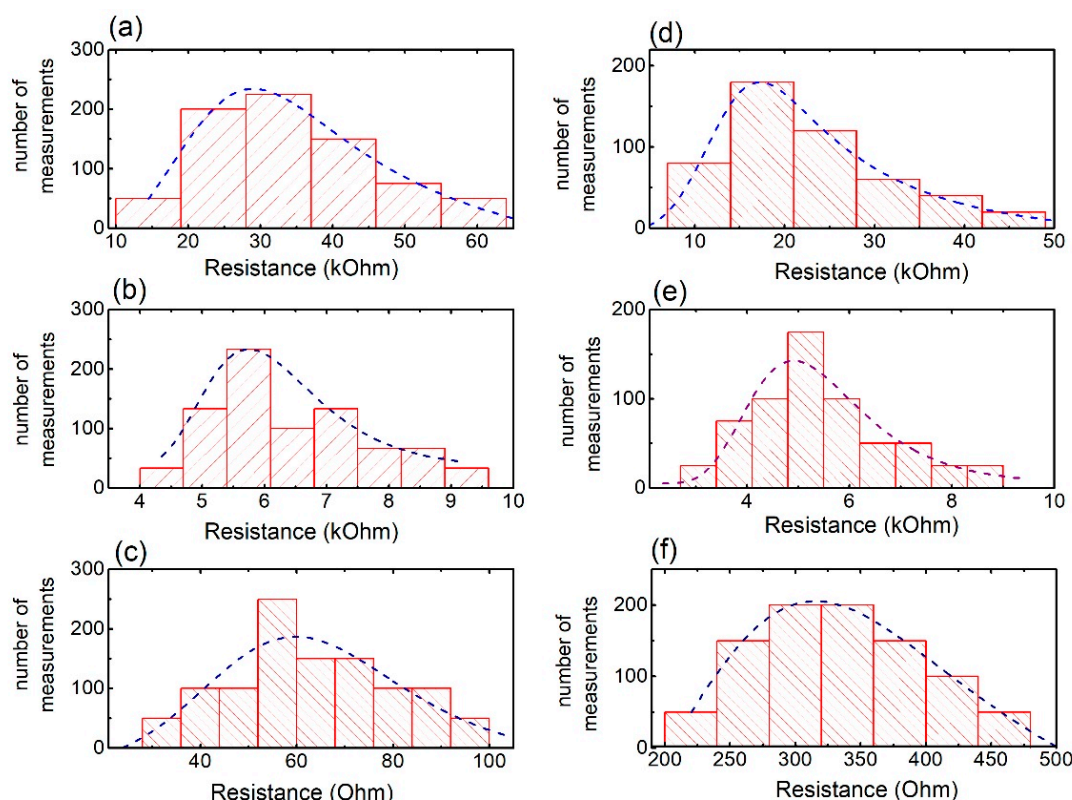 (a)
300
200
100
0
number of
measurements
10 20 30 40 50 60
Resistance (kOhm)
(b)
300
200
100
0
number of
measurements
4 5 6 7 8 9 10
Resistance (kOhm)
(c)
300
200
100
0
number of
measurements
40 60 80 100
Resistance (Ohm)
(d)
200
100
0
number of
measurements
10 20 30 40 50
Resistance (kOhm)
(e)
200
100
0
number of
measurements
4 6 8 10
Resistance (kOhm)
(f)
200
100
0
number of
measurements
200 250 300 350 400 450 500
Resistance (Ohm)